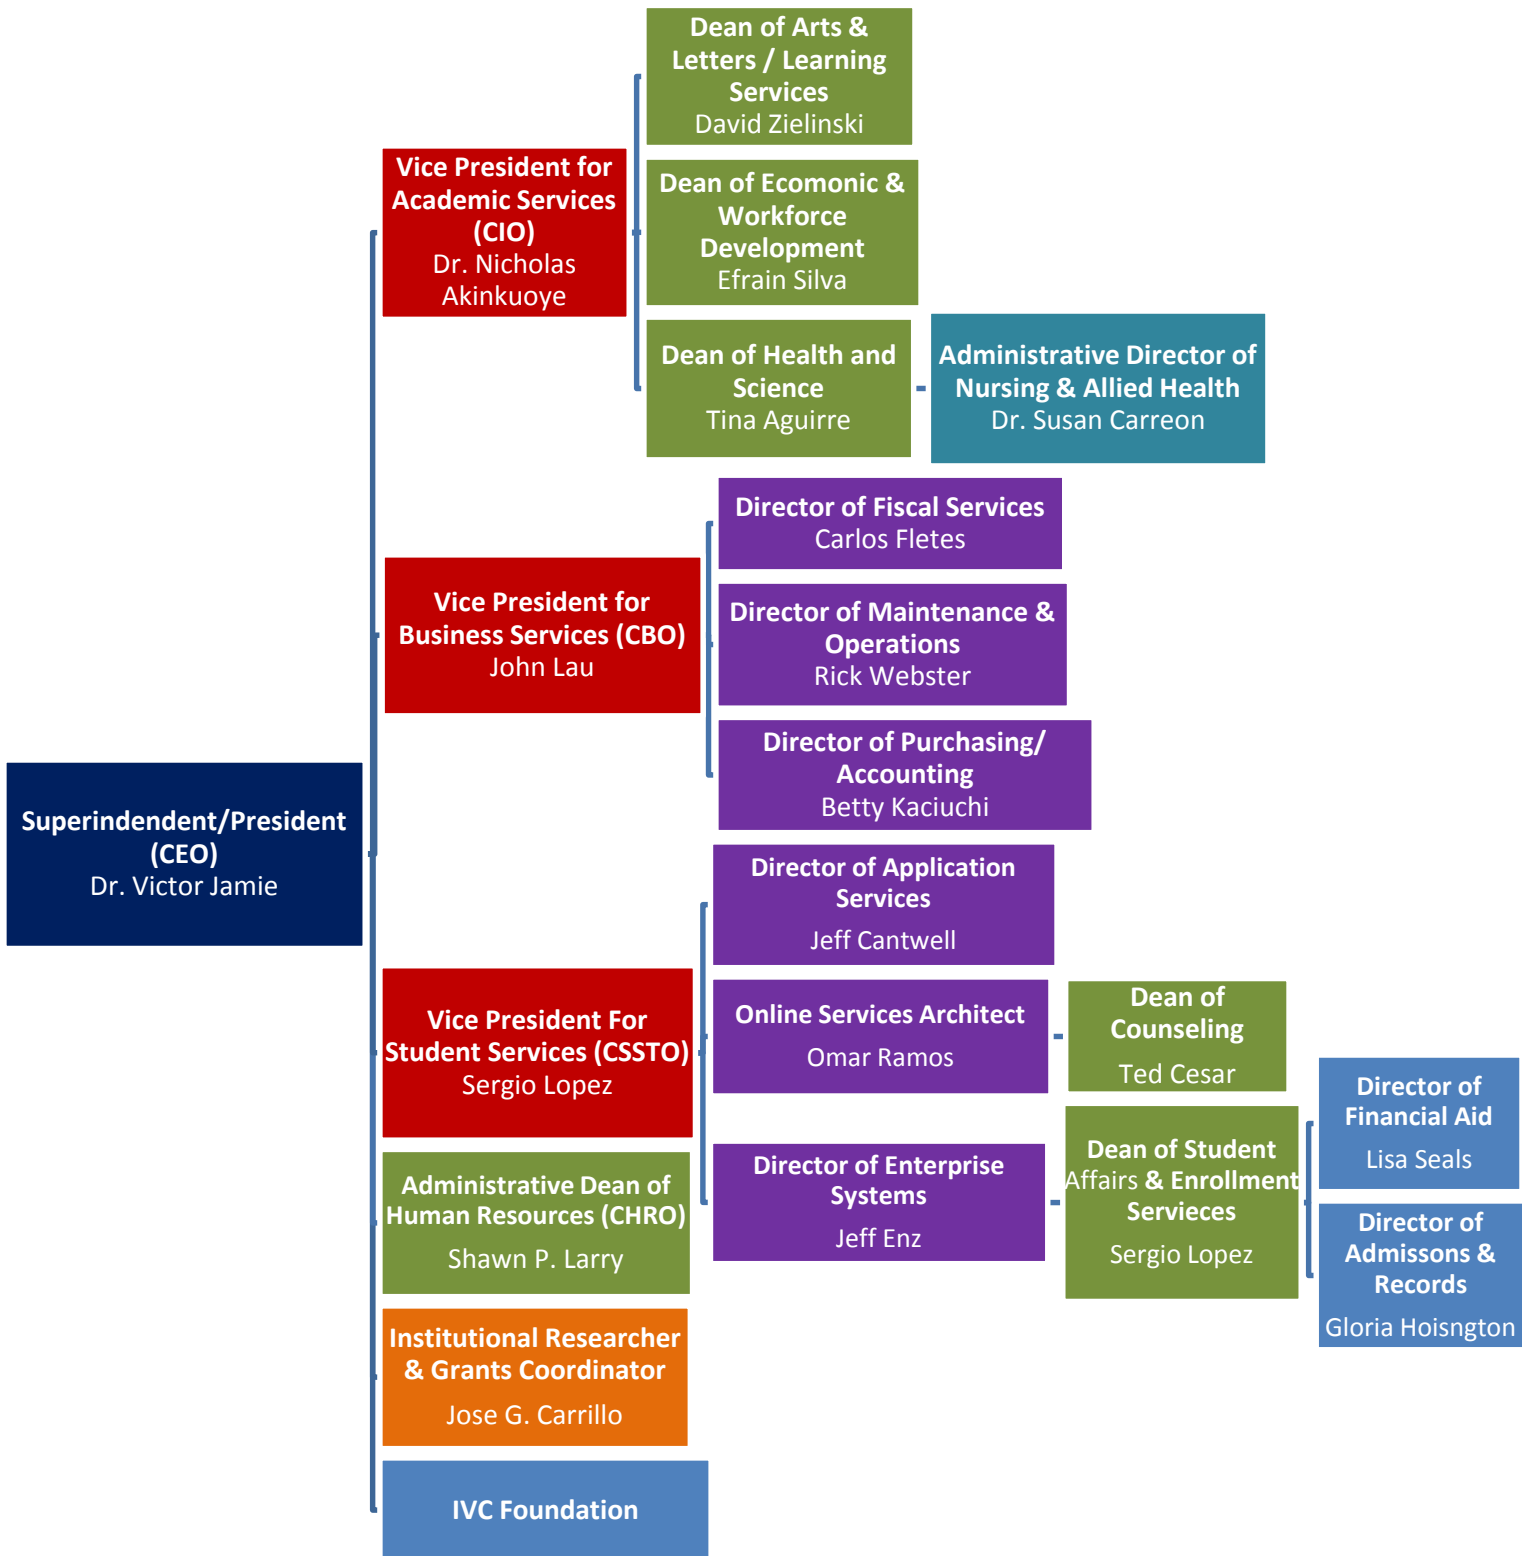 Dean of Arts &
Letters / Learning
Services
David Zielinski
Vice President for
Academic Services
(CIO)
Dr. Nicholas
Akinkuoye
Dean of Ecomonic &
Workforce
Development
Efrain Silva
Dean of Health and
Science
Tina Aguirre
Administrative Director of
Nursing & Allied Health
Dr. Susan Carreon
Director of Fiscal Services
Carlos Fletes
Vice President for
Business Services (CBO)
John Lau
Director of Maintenance &
Operations
Rick Webster
Director of Purchasing/
Accounting
Betty Kaciuchi
Superindendent/President
(CEO)
Dr. Victor Jamie
Director of Application
Services
Jeff Cantwell
Vice President For
Student Services (CSSTO)
Sergio Lopez
Online Services Architect
Omar Ramos
Dean of
Counseling
Ted Cesar
Director of Enterprise
Systems
Jeff Enz
Dean of Student
Affairs & Enrollment
Servieces
Sergio Lopez
Director of
Financial Aid
Lisa Seals
Director of
Admissons &
Records
Gloria Hoisngton
Administrative Dean of
Human Resources (CHRO)
Shawn P. Larry
Institutional Researcher
& Grants Coordinator
Jose G. Carrillo
IVC Foundation